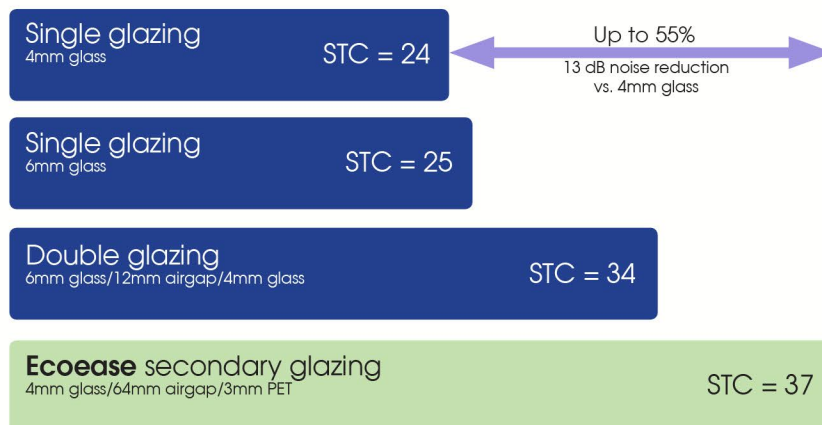 Single glazing
4mm glass
STC = 24
Up to 55%
13 dB noise reduction
vs. 4mm glass
Single glazing
6mm glass
STC = 25
Double glazing
6mm glass/12mm airgap/4mm glass
STC = 34
Ecoease secondary glazing
4mm glass/64mm airgap/3mm PET
STC = 37